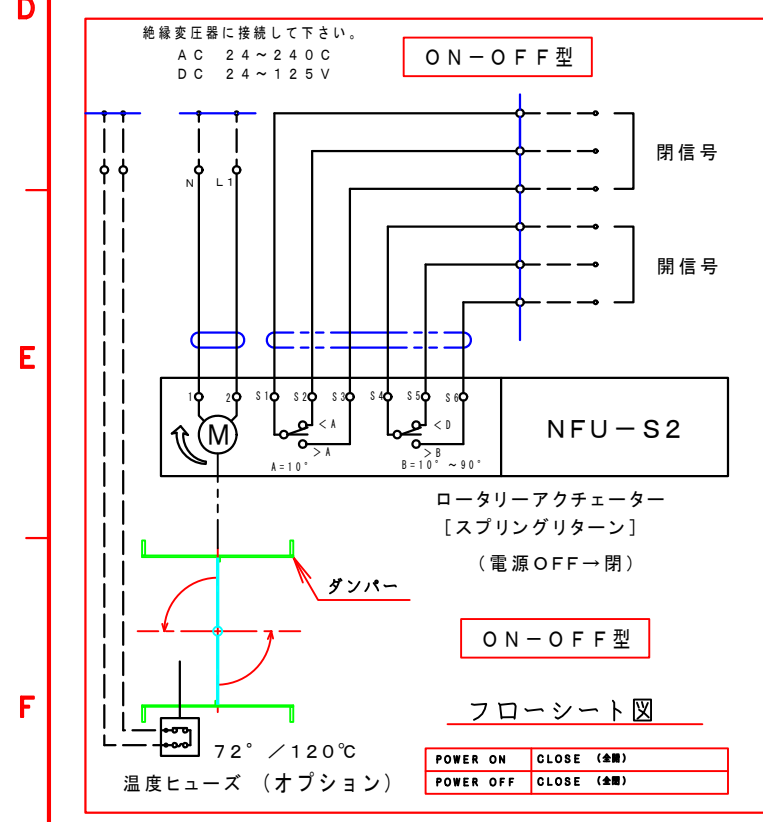 D
絶縁変圧器に接続して下さい。
AC 24～240C
DC 24～125V
ON－OFF型
閉信号
N L1
開信号
E
1 2 S1 S2 S3 S4 S5 S6
M
<A
>A
A=10°
<D
>B
B=10° ～90°
NFU－S2
ロータリーアクチェーター
[スプリングリターン]
(電源OFF→閉)
ダンパー
ON－OFF型
F
フローシート図
72° ／120℃
温度ヒューズ (オプション)
POWER ON CLOSE
POWER OFF CLOSE